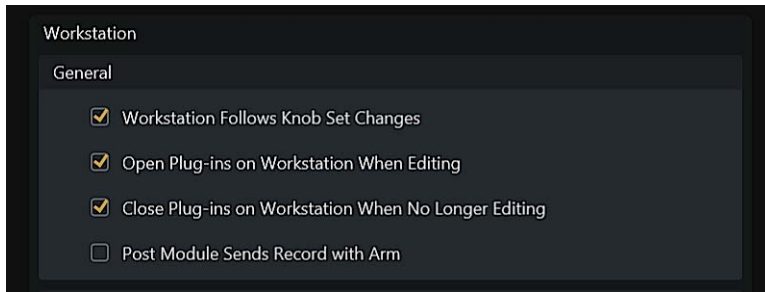 Workstation
General
Workstation Follows Knob Set Changes
Open Plug-ins on Workstation When Editing
Close Plug-ins on Workstation When No Longer Editing
Post Module Sends Record with Arm